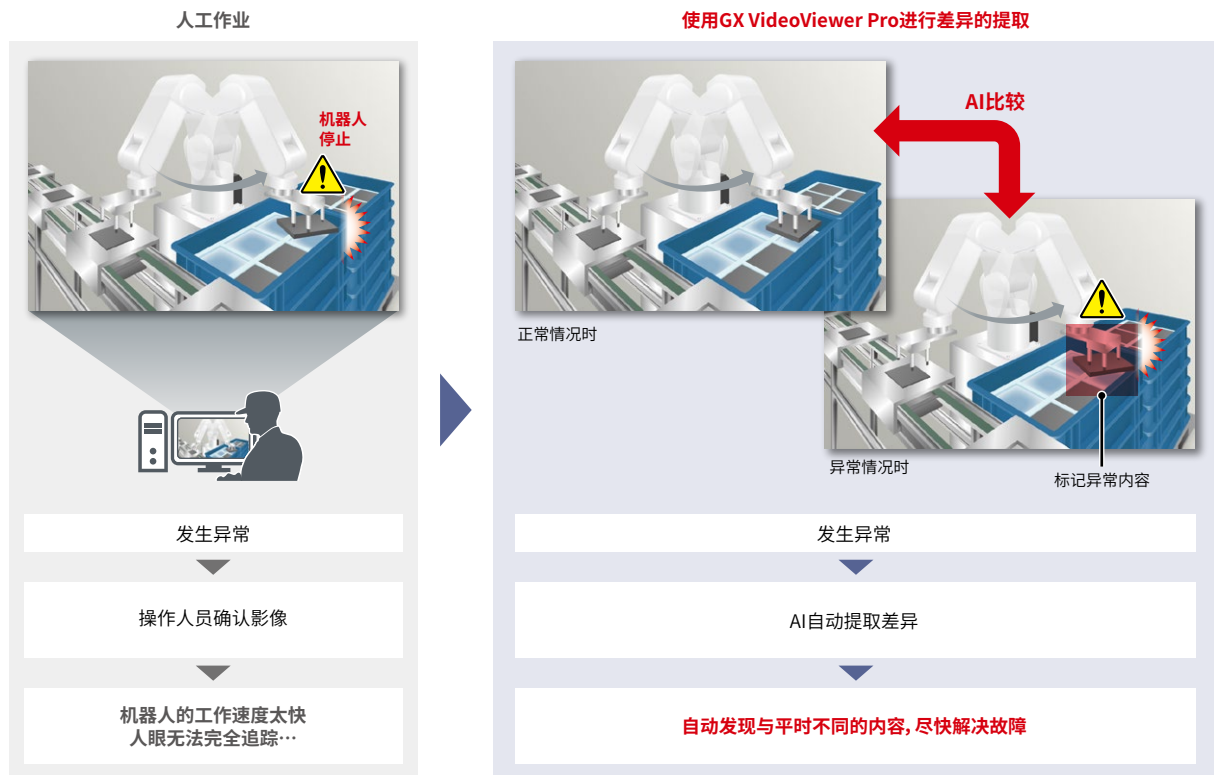 人工作业
机器人
停止
发生异常
操作人员确认影像
机器人的工作速度太快
人眼无法完全追踪…
使用GX VideoViewer Pro进行差异的提取
AI比较
正常情况时
异常情况时
标记异常内容
发生异常
AI自动提取差异
自动发现与平时不同的内容，尽快解决故障